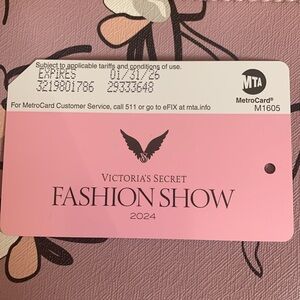 Subject to applicable tariffs and conditions of use.
EXPIRES 01/31/26
3219801786 29333648
MTA
MetroCard®
For MetroCard Customer Service, call 511 or go to eFIX at mta.info
M1605
VICTORIA'S SECRET
FASHION SHOW
2024